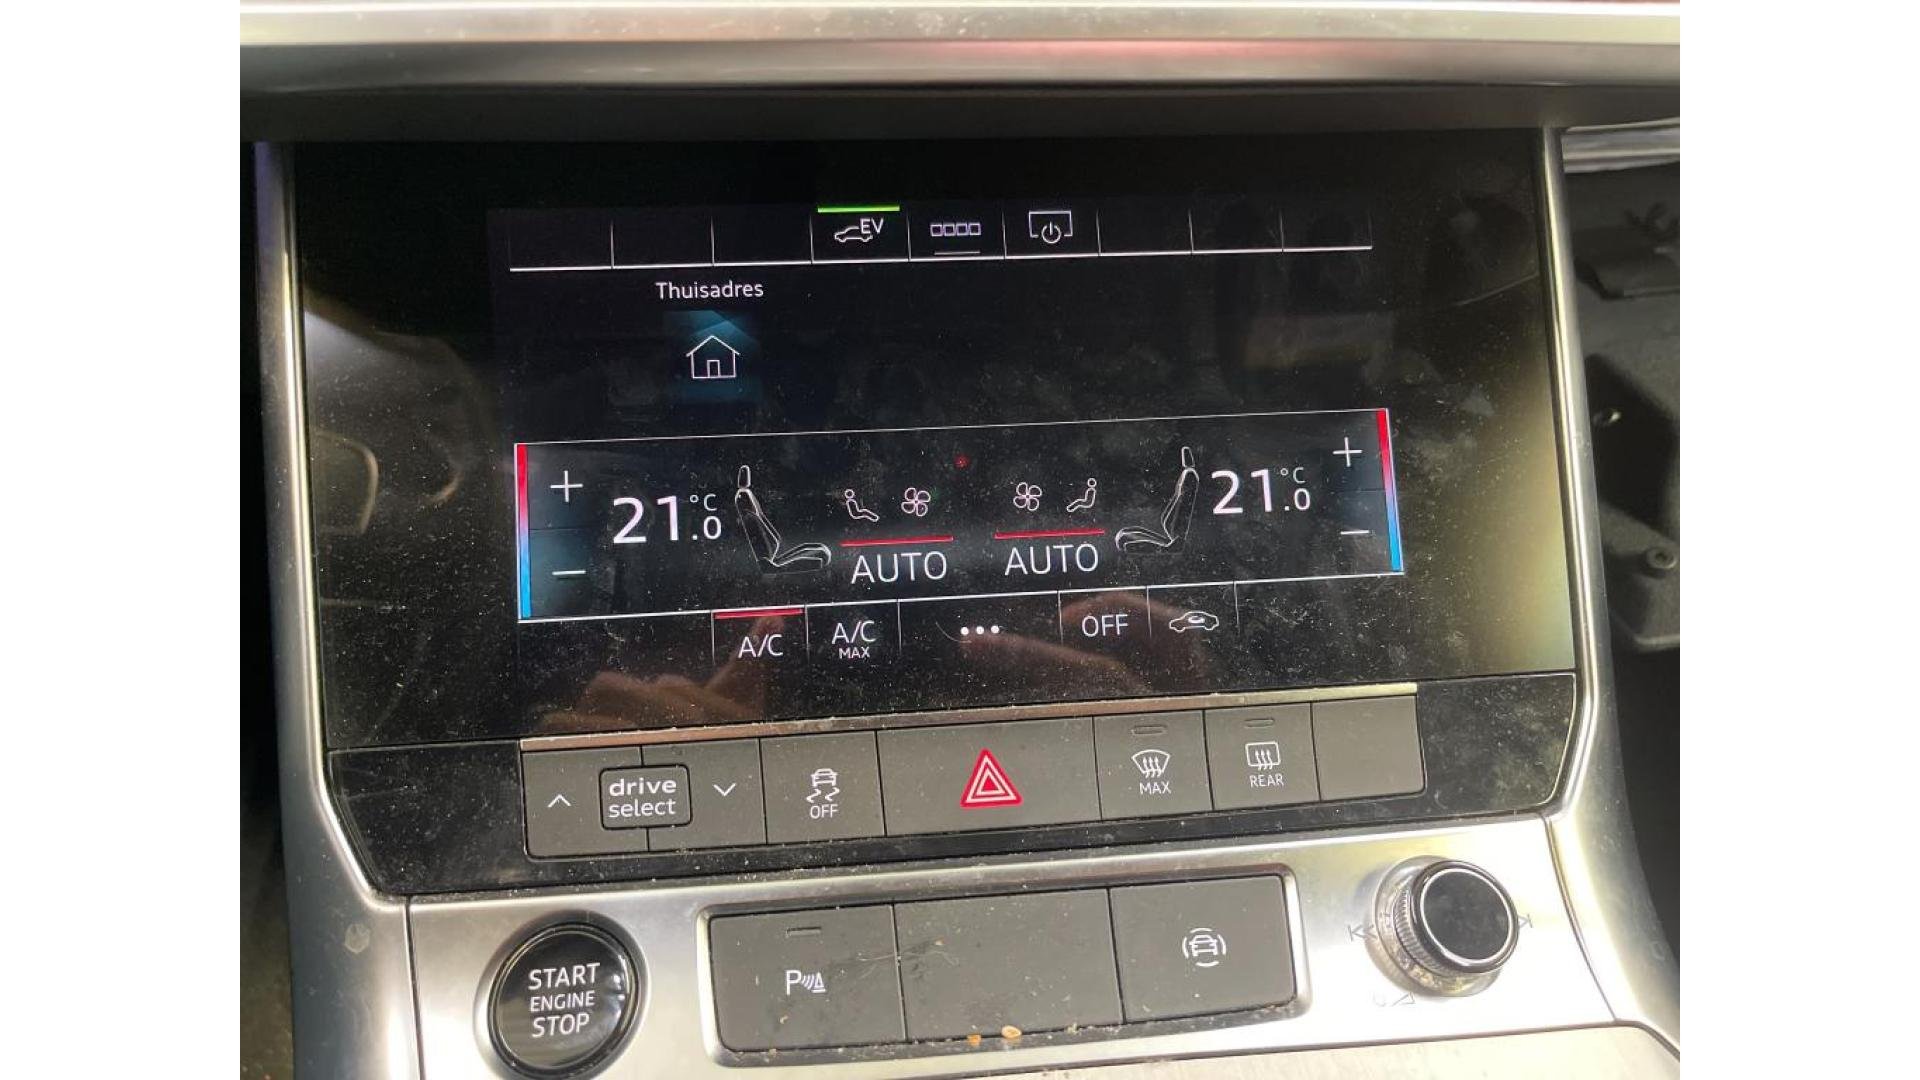 EV
Thuisadres
21.0 °C
21.0 °C
AUTO
AUTO
A/C
A/C
MAX
•••
OFF
drive
select
OFF
MAX
REAR
START
ENGINE
STOP
P